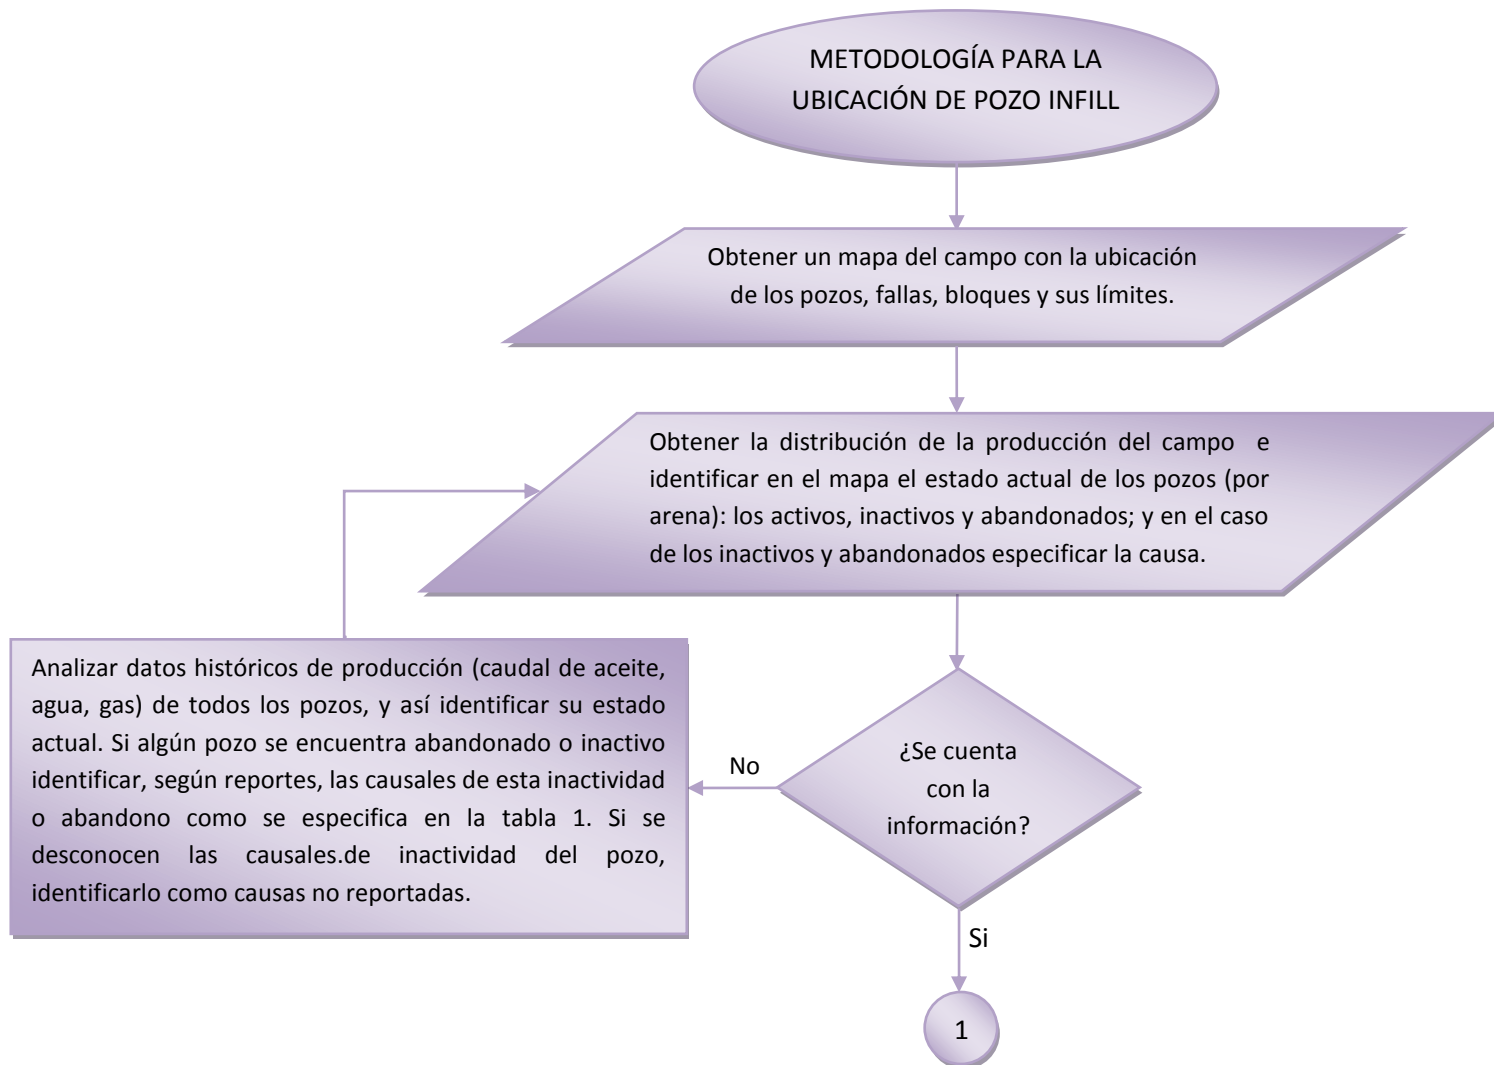 METODOLOGÍA PARA LA
UBICACIÓN DE POZO INFILL
Obtener un mapa del campo con la ubicación
de los pozos, fallas, bloques y sus límites.
Obtener la distribución de la producción del campo e
identificar en el mapa el estado actual de los pozos (por
arena): los activos, inactivos y abandonados; y en el caso
de los inactivos y abandonados especificar la causa.
Analizar datos históricos de producción (caudal de aceite,
agua, gas) de todos los pozos, y así identificar su estado
actual. Si algún pozo se encuentra abandonado o inactivo
identificar, según reportes, las causales de esta inactividad
o abandono como se especifica en la tabla 1. Si se
desconocen las causales.de inactividad del pozo,
identificarlo como causas no reportadas.
No
¿Se cuenta
con la
información?
Si
1